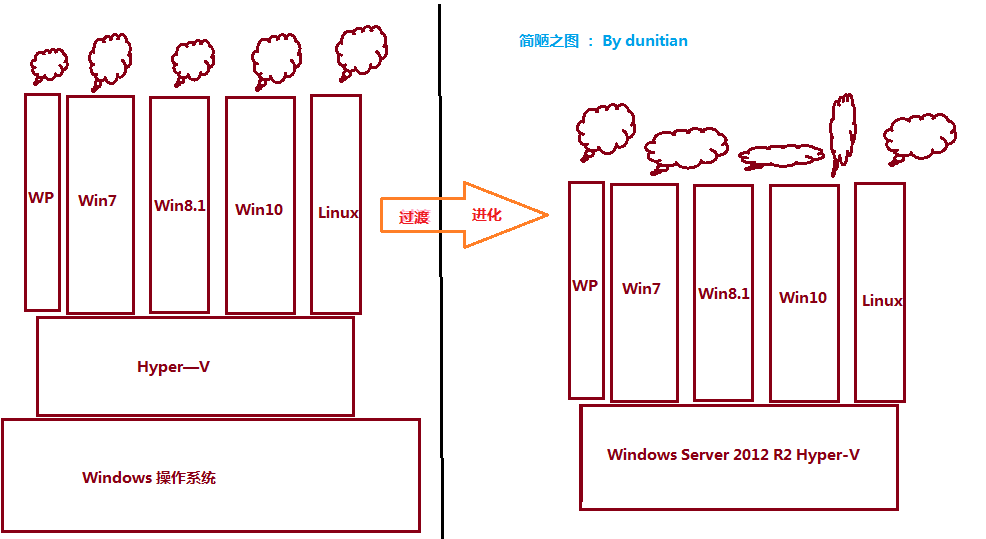 简陋之图 ： By dunitian
WP
Win7
Win8.1
Win10
Linux
Hyper—V
Windows 操作系统
过渡
进化
WP
Win7
Win8.1
Win10
Linux
Windows Server 2012 R2 Hyper-V